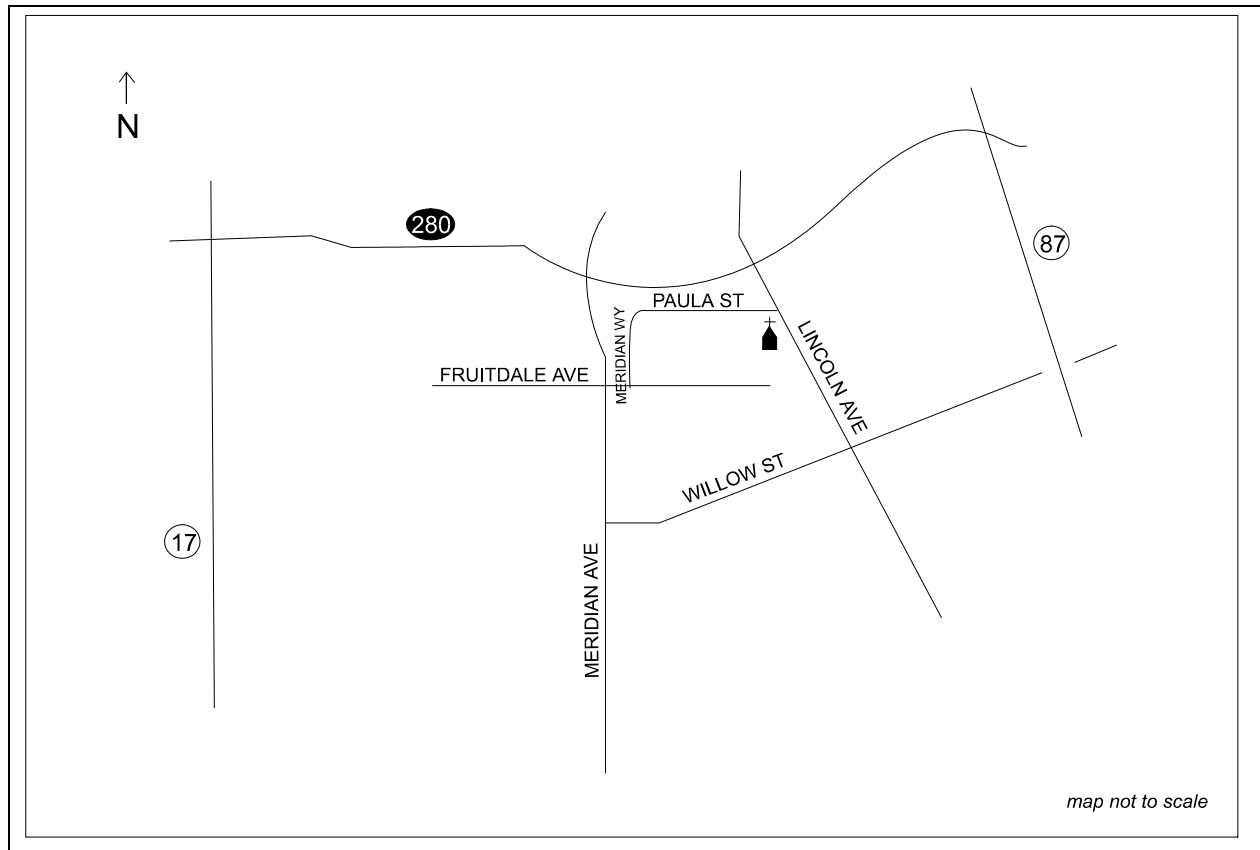 N
280
87
PAULA ST
MERIDIAN WY
LINCOLN AVE
FRUITDALE AVE
WILLOW ST
17
MERIDIAN AVE
map not to scale